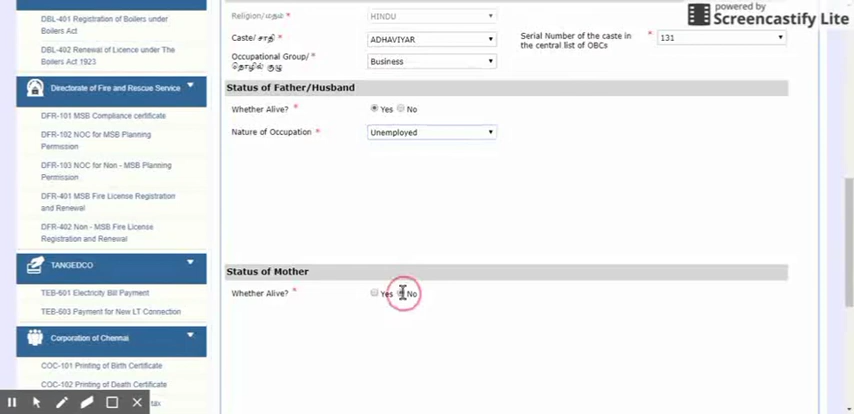 DBL-401 Registration of Boilers under
Boilers Act
DBL-402 Renewal of Licence under The
Boilers Act 1923
Directorate of Fire and Rescue Service
DFR-101 MSB Compliance certificate
DFR-102 NOC for MSB Planning
Permission
DFR-103 NOC for Non - MSB Planning
Permission
DFR-401 MSB Fire License Registration
and Renewal
DFR-402 Non - MSB Fire License
Registration and Renewal
TANGEDCO
TEB-601 Electricity Bill Payment
TEB-603 Payment for New LT Connection
Corporation of Chennai
COC-101 Printing of Birth Certificate
COC-102 Printing of Death Certificate
tax
Religion/மதம் * HINDU
Caste/ சாதி * ADHAVIYAR
Serial Number of the caste in * 131
the central list of OBCs
Occupational Group/ * Business
தொழில் குழு
Status of Father/Husband
Whether Alive? * Yes No
Nature of Occupation * Unemployed
Status of Mother
Whether Alive? * Yes No
powered by
Screencastify Lite